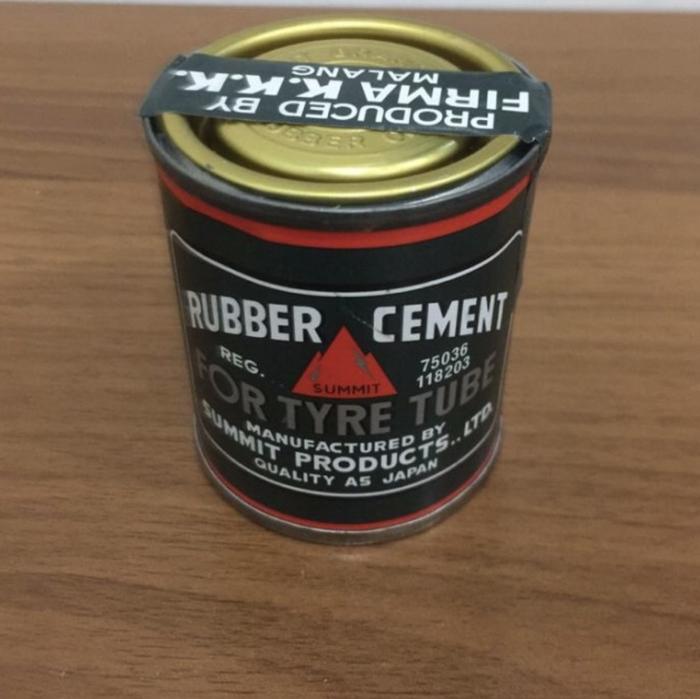 PRODUCED BY
FIRMA K.K.K.
MALANG
RUBBER CEMENT
REG.
75036
118203
SUMMIT
FOR TYRE TUBE
MANUFACTURED BY
SUMMIT PRODUCTS., LTD.
QUALITY AS JAPAN